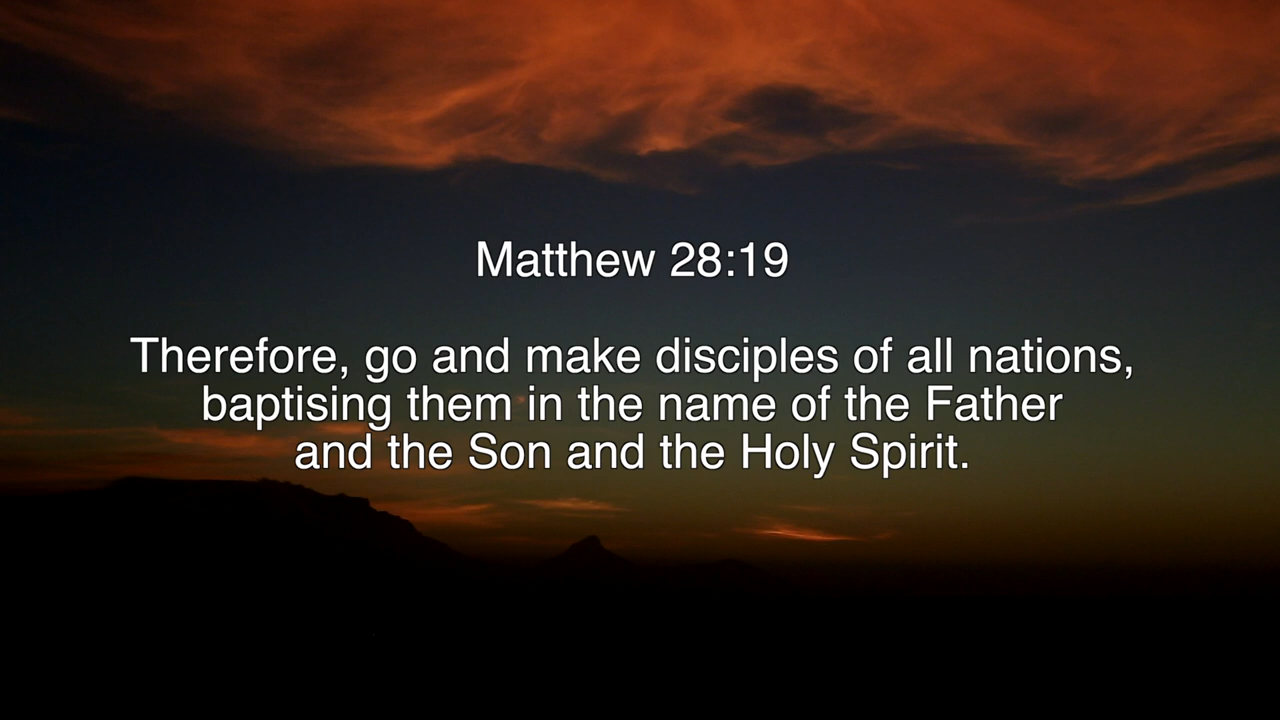 Matthew 28:19
Therefore, go and make disciples of all nations,
baptising them in the name of the Father
and the Son and the Holy Spirit.